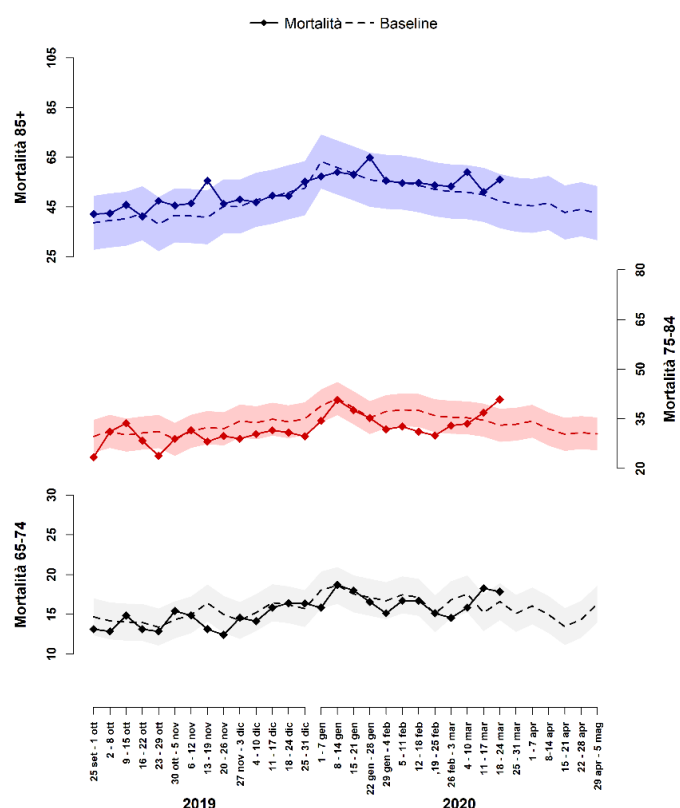 Mortalità Baseline
Mortalità 85+
105
85
65
45
25
Mortalità 75-84
80
65
50
35
20
Mortalità 65-74
30
25
20
15
10
25 set - 1 ott
2 - 8 ott
9 - 15 ott
16 - 22 ott
23 - 29 ott
30 ott - 5 nov
6 - 12 nov
13 - 19 nov
20 - 26 nov
27 nov - 3 dic
4 - 10 dic
11 - 17 dic
18 - 24 dic
25 - 31 dic
1 - 7 gen
8 - 14 gen
15 - 21 gen
22 gen - 28 gen
29 gen - 4 feb
5 - 11 feb
12 - 18 feb
,19 - 25 feb
26 feb - 3 mar
4 - 10 mar
11 - 17 mar
18 - 24 mar
25 - 31 mar
1 - 7 apr
8-14 apr
15 - 21 apr
22 - 28 apr
29 apr - 5 mag
2019 2020